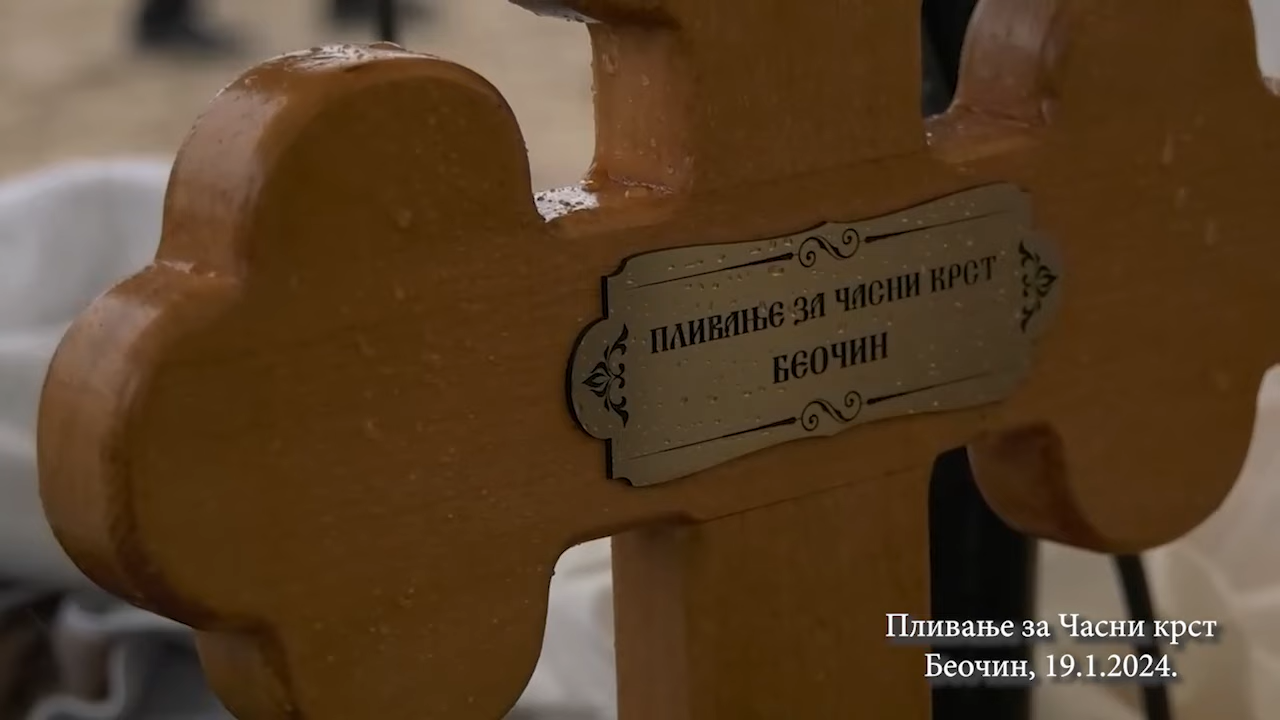 ПЛИВАЊЕ ЗА ЧАСНИ КРСТ
БЕОЧИН
Пливање за Часни крст
Беочин, 19.1.2024.